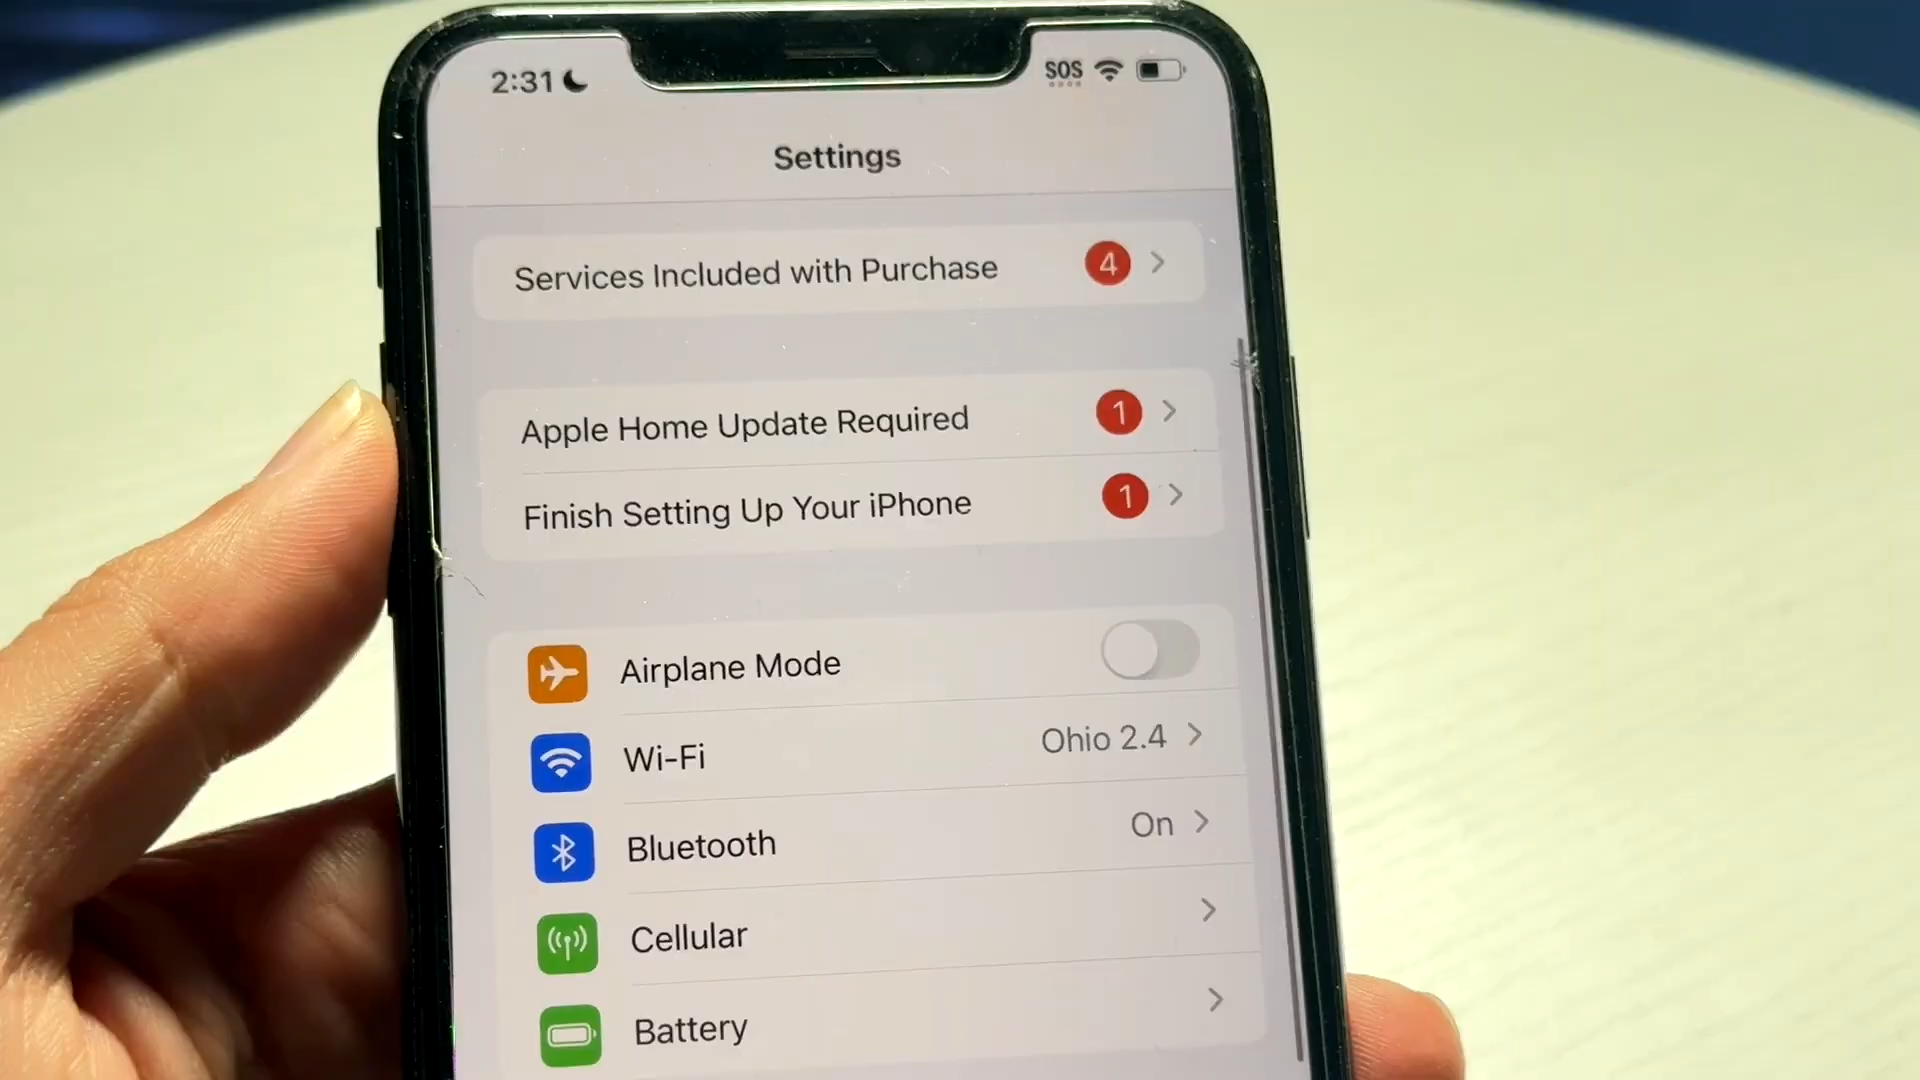 2:31
SOS
Settings
Services Included with Purchase 4
Apple Home Update Required 1
Finish Setting Up Your iPhone 1
Airplane Mode
Wi-Fi Ohio 2.4
Bluetooth On
Cellular
Battery